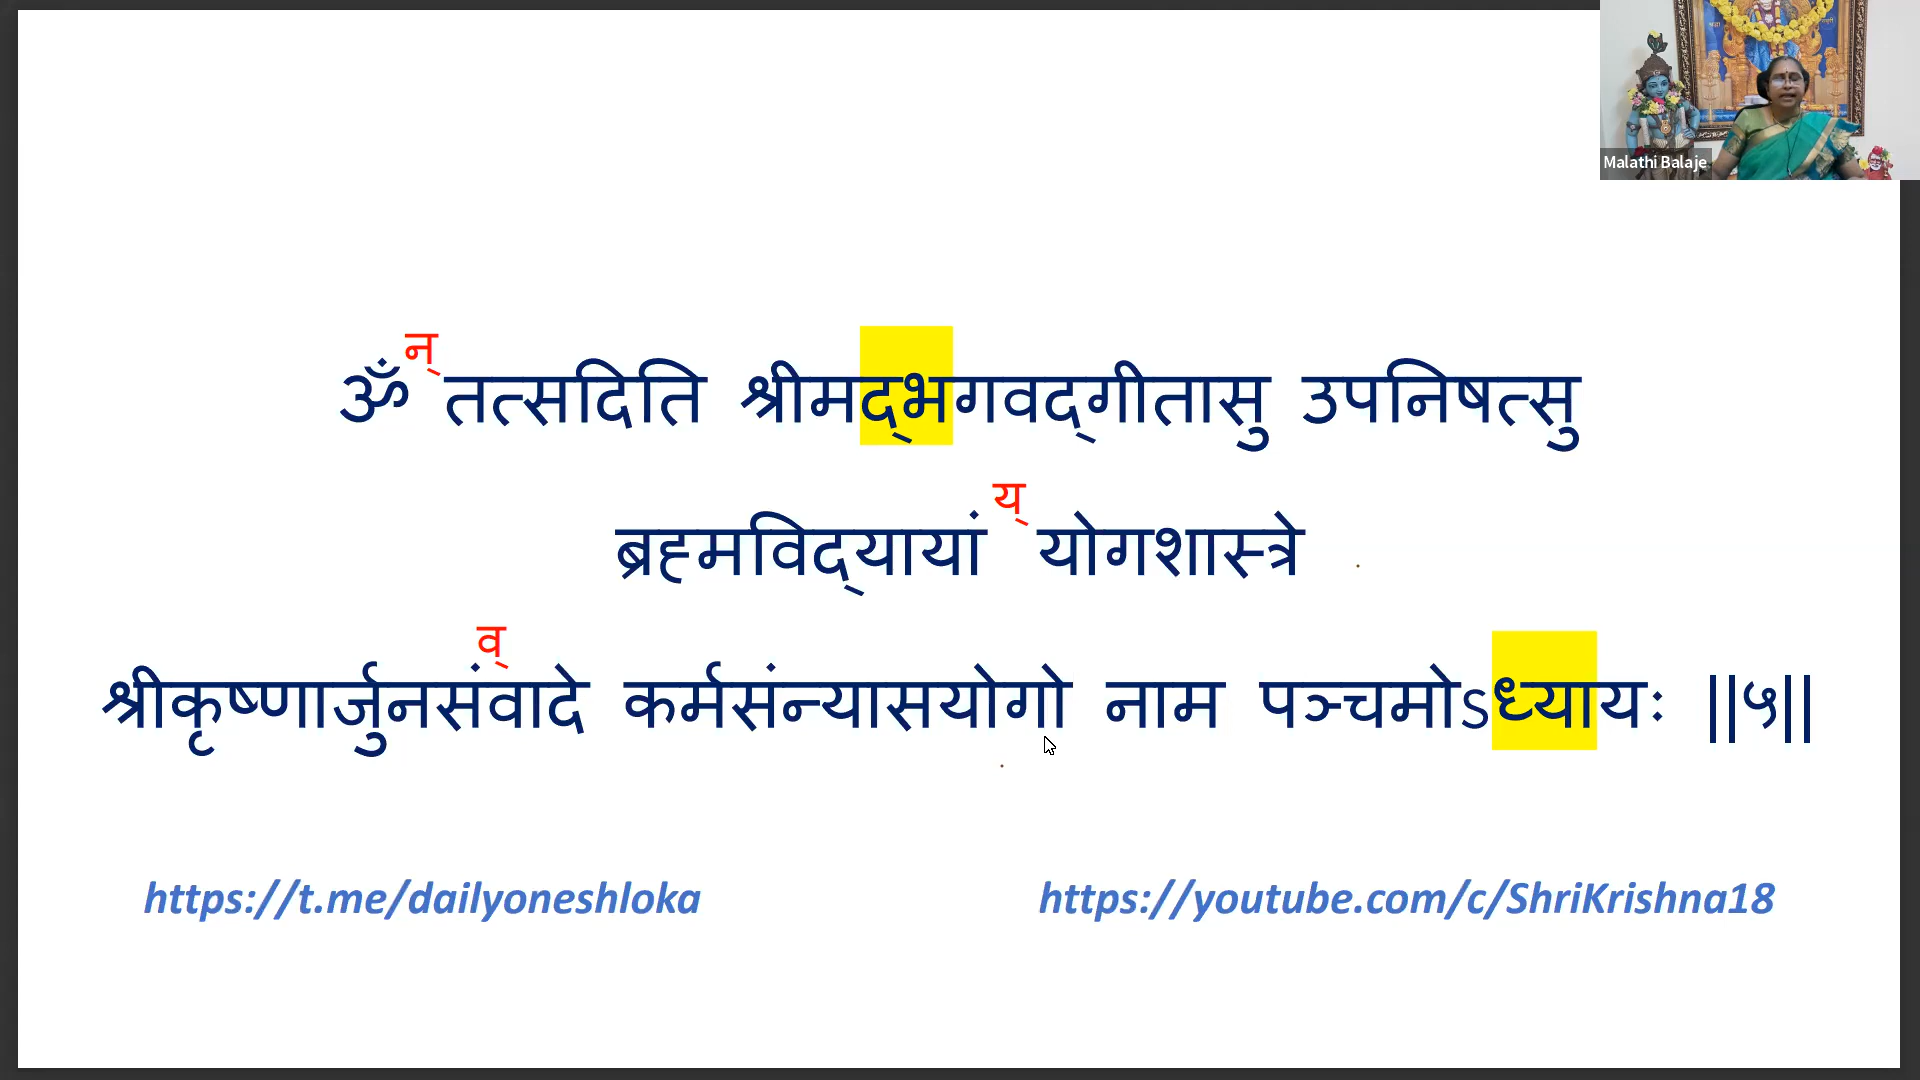 Malathi Balaje
न्
ॐ तत्सदिति श्रीमद्‌भगवद्‌गीतासु उपनिषत्सु
य्
ब्रह्मविद्‌यायां योगशास्त्रे
व्
श्रीकृष्णार्जुनसंवादे कर्मसंन्यासयोगो नाम पञ्चमोऽध्यायः ||५||
https://t.me/dailyoneshloka https://youtube.com/c/ShriKrishna18